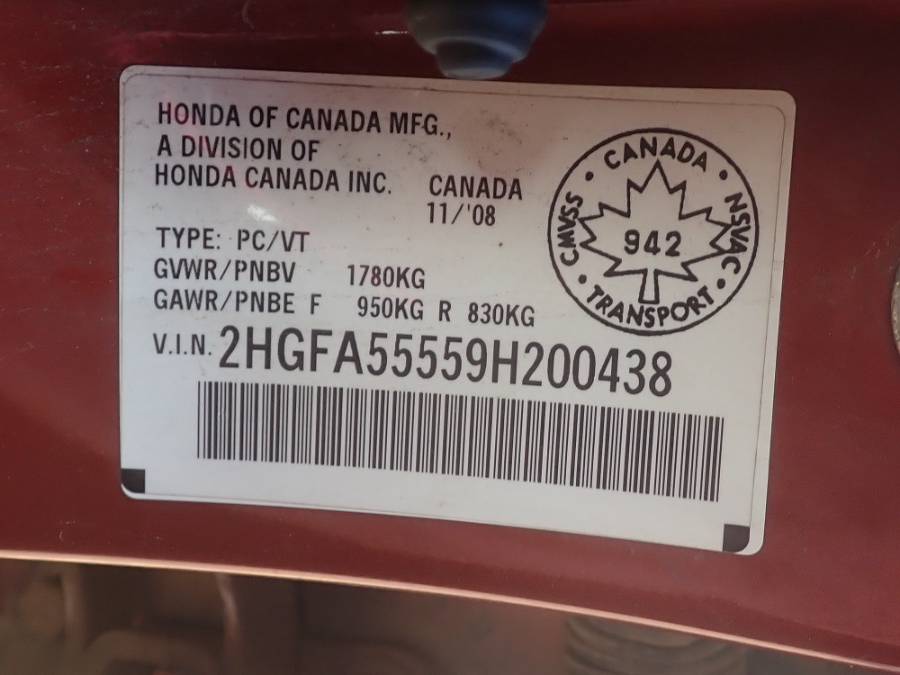 HONDA OF CANADA MFG.,
A DIVISION OF
HONDA CANADA INC.
CANADA
11/'08
TYPE: PC/VT
GVWR/PNBV 1780KG
GAWR/PNBE F 950KG R 830KG
V.I.N. 2HGFA55559H200438
CANADA
CMVSS • NSVAC
942
TRANSPORT